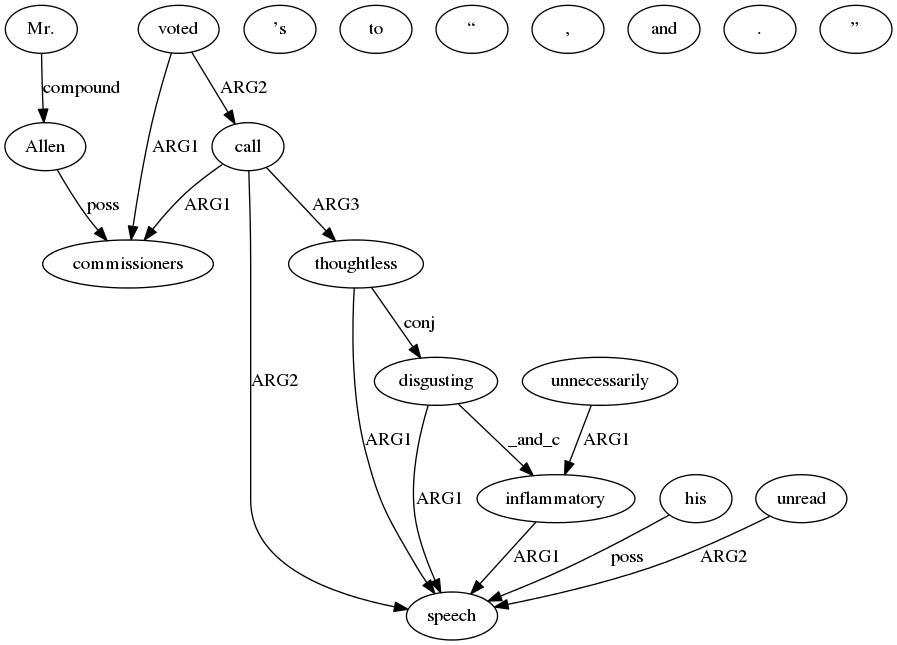 Mr. voted ’s to “ , and . ”
compound ARG2
Allen ARG1 call
poss ARG1 ARG3
commissioners thoughtless
conj
ARG2 disgusting unnecessarily
ARG1 _and_c ARG1
ARG1 inflammatory his unread
ARG1 poss ARG2
speech